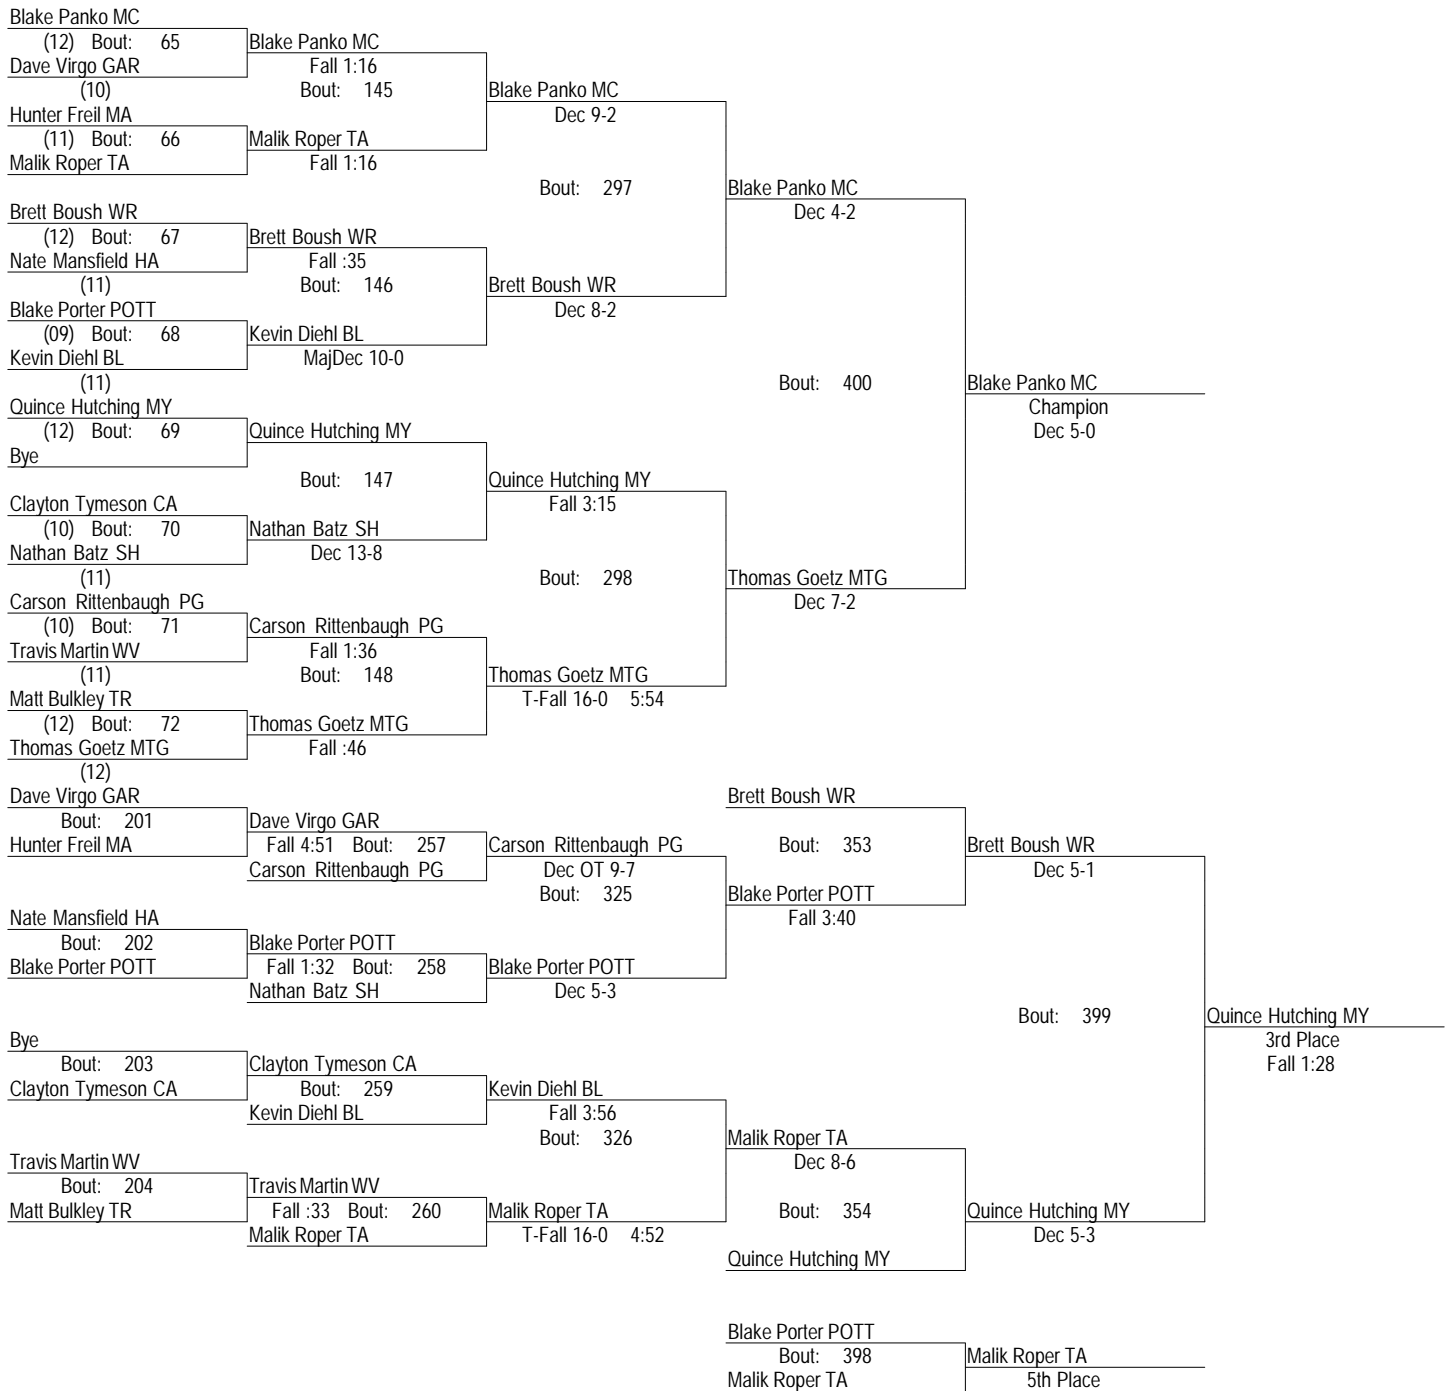 Blake Panko MC
(12) Bout: 65
Blake Panko MC
Dave Virgo GAR
Fall 1:16
(10)
Bout: 145
Blake Panko MC
Hunter Freil MA
Dec 9-2
(11) Bout: 66
Malik Roper TA
Malik Roper TA
Fall 1:16
Bout: 297
Blake Panko MC
Brett Boush WR
Dec 4-2
(12) Bout: 67
Brett Boush WR
Nate Mansfield HA
Fall :35
(11)
Bout: 146
Brett Boush WR
Blake Porter POTT
Dec 8-2
(09) Bout: 68
Kevin Diehl BL
Kevin Diehl BL
MajDec 10-0
(11)
Bout: 400
Blake Panko MC
Quince Hutching MY
Champion
(12) Bout: 69
Quince Hutching MY
Dec 5-0
Bye
Bout: 147
Quince Hutching MY
Clayton Tymeson CA
Fall 3:15
(10) Bout: 70
Nathan Batz SH
Nathan Batz SH
Dec 13-8
(11)
Bout: 298
Thomas Goetz MTG
Carson Rittenbaugh PG
Dec 7-2
(10) Bout: 71
Carson Rittenbaugh PG
Travis Martin WV
Fall 1:36
(11)
Bout: 148
Thomas Goetz MTG
Matt Bulkley TR
T-Fall 16-0 5:54
(12) Bout: 72
Thomas Goetz MTG
Thomas Goetz MTG
Fall :46
(12)
Dave Virgo GAR
Brett Boush WR
Bout: 201
Dave Virgo GAR
Hunter Freil MA
Fall 4:51 Bout: 257
Carson Rittenbaugh PG
Bout: 353
Brett Boush WR
Carson Rittenbaugh PG
Dec OT 9-7
Dec 5-1
Bout: 325
Blake Porter POTT
Nate Mansfield HA
Fall 3:40
Bout: 202
Blake Porter POTT
Blake Porter POTT
Fall 1:32 Bout: 258
Blake Porter POTT
Nathan Batz SH
Dec 5-3
Bout: 399
Quince Hutching MY
Bye
3rd Place
Bout: 203
Clayton Tymeson CA
Fall 1:28
Clayton Tymeson CA
Bout: 259
Kevin Diehl BL
Kevin Diehl BL
Fall 3:56
Bout: 326
Malik Roper TA
Travis Martin WV
Dec 8-6
Bout: 204
Travis Martin WV
Matt Bulkley TR
Fall :33 Bout: 260
Malik Roper TA
Bout: 354
Quince Hutching MY
Malik Roper TA
T-Fall 16-0 4:52
Dec 5-3
Quince Hutching MY
Blake Porter POTT
Bout: 398
Malik Roper TA
Malik Roper TA
5th Place